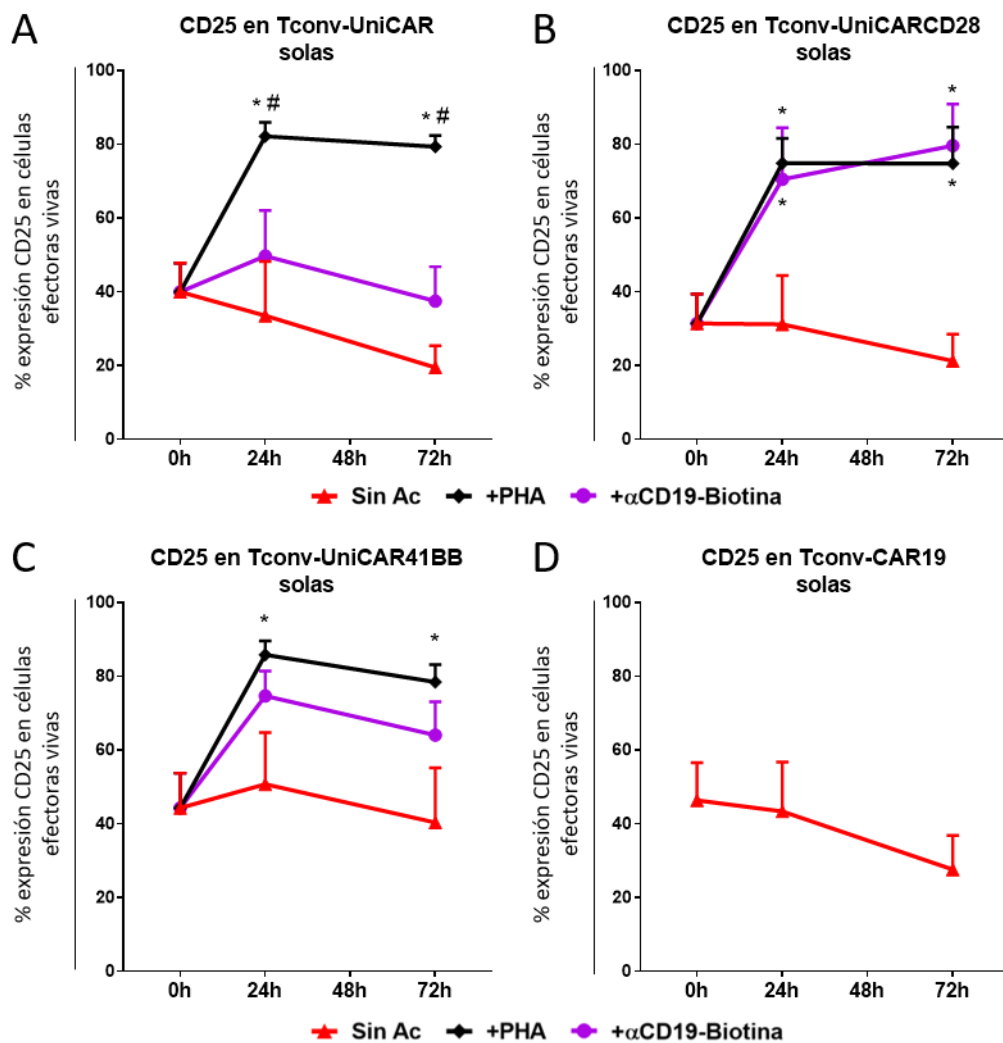 A
CD25 en Tconv-UniCAR
solas
% expresión CD25 en células
efectoras vivas
100
80
60
40
20
0
* #
* #
0h 24h 48h 72h
B
CD25 en Tconv-UniCARCD28
solas
% expresión CD25 en células
efectoras vivas
100
80
60
40
20
0
*
*
*
*
0h 24h 48h 72h
Sin Ac +PHA +αCD19-Biotina
C
CD25 en Tconv-UniCAR41BB
solas
% expresión CD25 en células
efectoras vivas
100
80
60
40
20
0
*
*
0h 24h 48h 72h
D
CD25 en Tconv-CAR19
solas
% expresión CD25 en células
efectoras vivas
100
80
60
40
20
0
0h 24h 48h 72h
Sin Ac +PHA +αCD19-Biotina